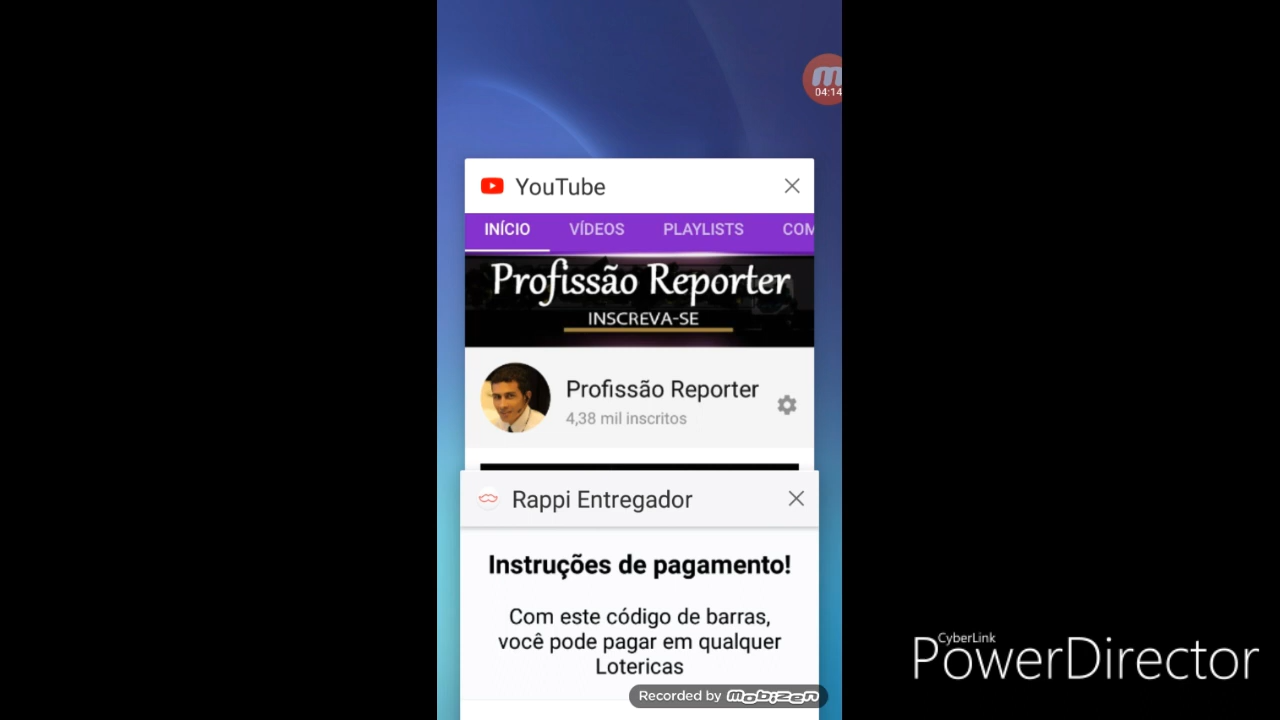 04:14
YouTube
INÍCIO VÍDEOS PLAYLISTS COM
Profissão Reporter
INSCREVA-SE
Profissão Reporter
4,38 mil inscritos
Rappi Entregador
Instruções de pagamento!
Com este código de barras,
você pode pagar em qualquer
Lotericas
Recorded by mobizen
CyberLink
PowerDirector